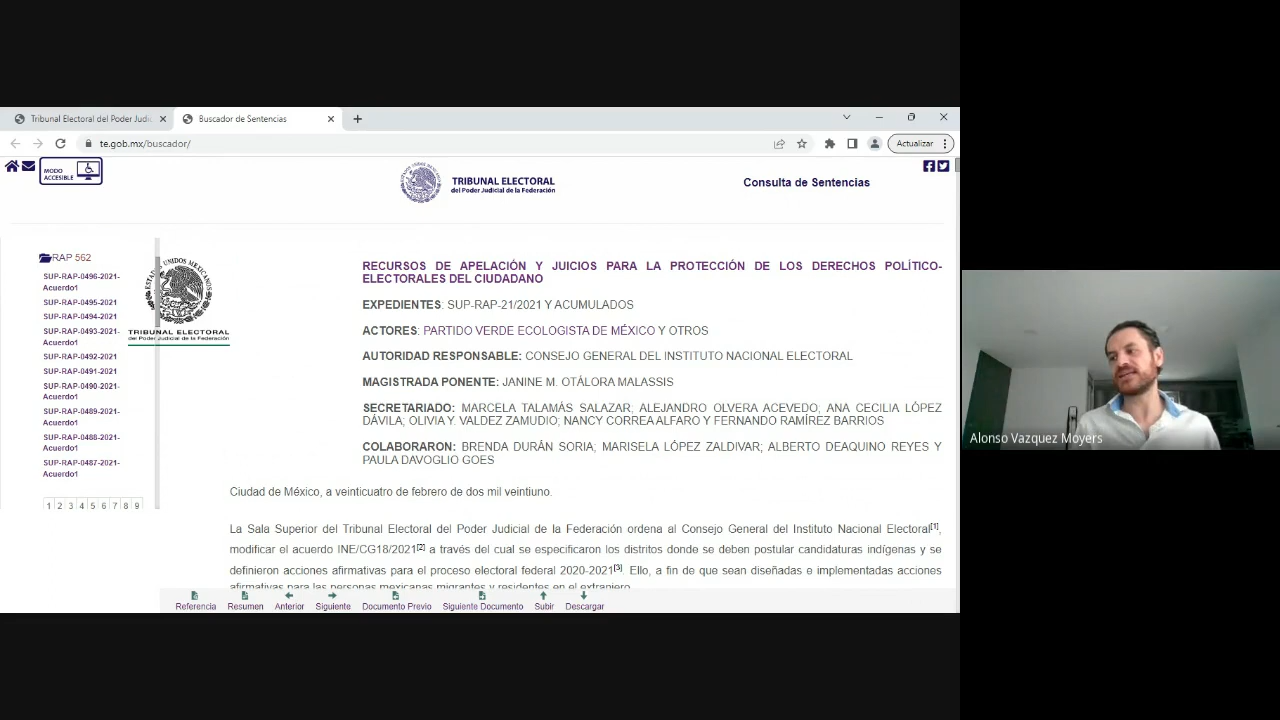 Tribunal Electoral del Poder Judic
Buscador de Sentencias
te.gob.mx/buscador/
Actualizar
MODO
ACCESIBLE
TRIBUNAL ELECTORAL
del Poder Judicial de la Federación
Consulta de Sentencias
RAP 562
SUP-RAP-0496-2021-
Acuerdo1
SUP-RAP-0495-2021
SUP-RAP-0494-2021
SUP-RAP-0493-2021-
Acuerdo1
SUP-RAP-0492-2021
SUP-RAP-0491-2021
SUP-RAP-0490-2021-
Acuerdo1
SUP-RAP-0489-2021-
Acuerdo1
SUP-RAP-0488-2021-
Acuerdo1
SUP-RAP-0487-2021-
Acuerdo1
1 2 3 4 5 6 7 8 9
ESTADOS UNIDOS MEXICANOS
TRIBUNAL ELECTORAL
del Poder Judicial de la Federación
RECURSOS DE APELACIÓN Y JUICIOS PARA LA PROTECCIÓN DE LOS DERECHOS POLÍTICO-
ELECTORALES DEL CIUDADANO
EXPEDIENTES: SUP-RAP-21/2021 Y ACUMULADOS
ACTORES: PARTIDO VERDE ECOLOGISTA DE MÉXICO Y OTROS
AUTORIDAD RESPONSABLE: CONSEJO GENERAL DEL INSTITUTO NACIONAL ELECTORAL
MAGISTRADA PONENTE: JANINE M. OTÁLORA MALASSIS
SECRETARIADO: MARCELA TALAMÁS SALAZAR; ALEJANDRO OLVERA ACEVEDO; ANA CECILIA LÓPEZ
DÁVILA; OLIVIA Y. VALDEZ ZAMUDIO; NANCY CORREA ALFARO Y FERNANDO RAMÍREZ BARRIOS
COLABORARON: BRENDA DURÁN SORIA; MARISELA LÓPEZ ZALDIVAR; ALBERTO DEAQUINO REYES Y
PAULA DAVOGLIO GOES
Ciudad de México, a veinticuatro de febrero de dos mil veintiuno.
La Sala Superior del Tribunal Electoral del Poder Judicial de la Federación ordena al Consejo General del Instituto Nacional Electoral[1],
modificar el acuerdo INE/CG18/2021[2] a través del cual se especificaron los distritos donde se deben postular candidaturas indígenas y se
definieron acciones afirmativas para el proceso electoral federal 2020-2021[3]. Ello, a fin de que sean diseñadas e implementadas acciones
afirmativas para las personas mexicanas migrantes y residentes en el extranjero.
Referencia Resumen Anterior Siguiente Documento Previo Siguiente Documento Subir Descargar
Alonso Vazquez Moyers